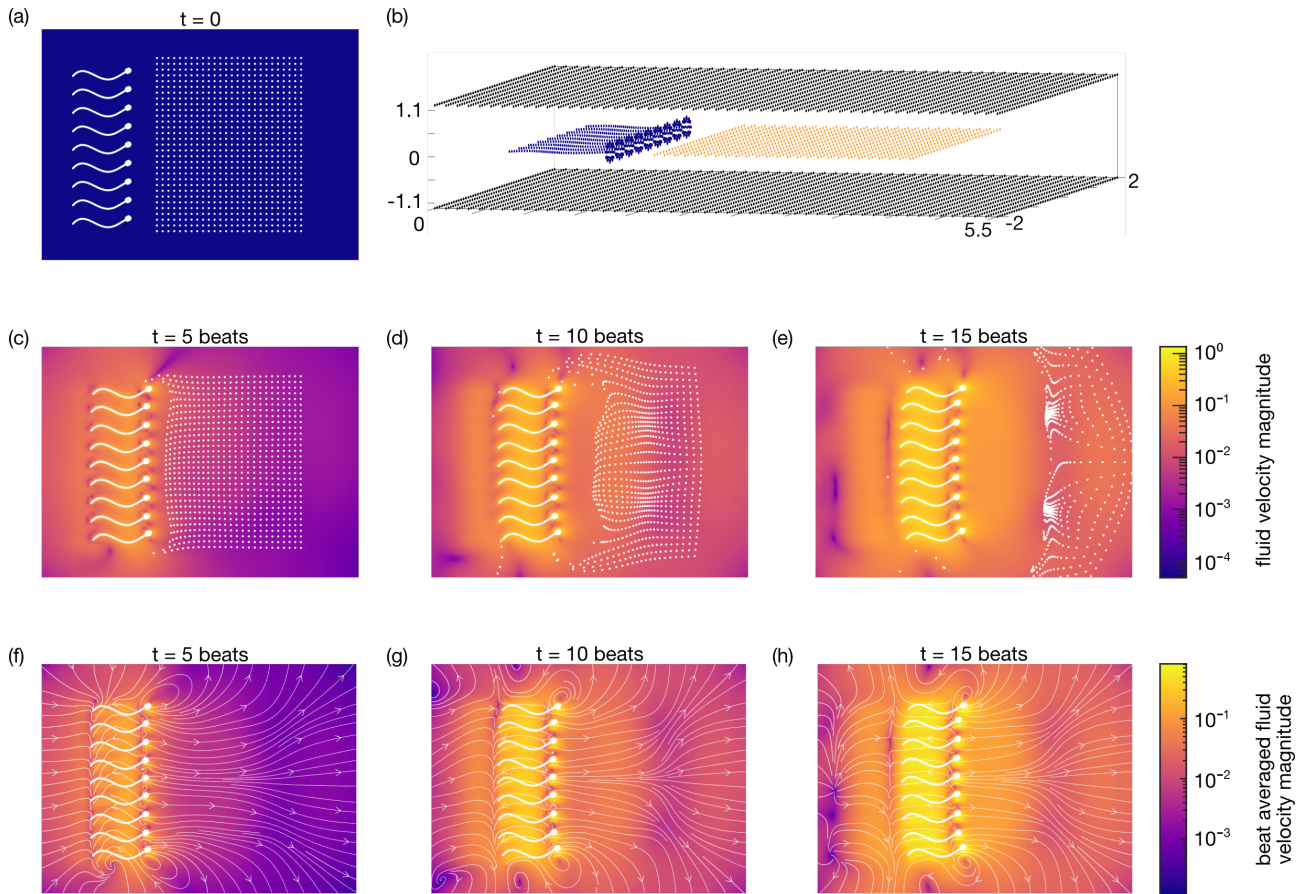 (a)
t = 0
(b)
1.1
0
-1.1
0
5.5
-2
2
(c)
t = 5 beats
(d)
t = 10 beats
(e)
t = 15 beats
10⁰
10⁻¹
10⁻²
10⁻³
10⁻⁴
fluid velocity magnitude
(f)
t = 5 beats
(g)
t = 10 beats
(h)
t = 15 beats
10⁻¹
10⁻²
10⁻³
beat averaged fluid
velocity magnitude